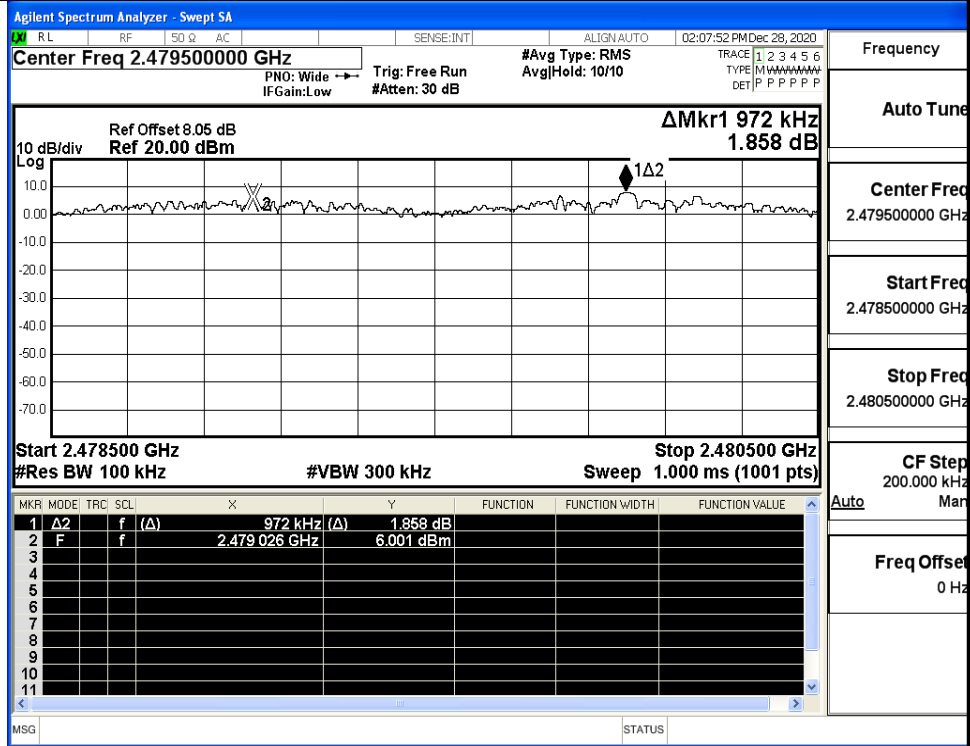 Agilent Spectrum Analyzer - Swept SA
LXI RL RF 50 Ω AC SENSE:INT ALIGN AUTO 02:07:52 PM Dec 28, 2020
Center Freq 2.479500000 GHz
PNO: Wide
IFGain:Low
Trig: Free Run
#Atten: 30 dB
#Avg Type: RMS
Avg|Hold: 10/10
TRACE 1 2 3 4 5 6
TYPE M WWWWW
DET P P P P P P
Ref Offset 8.05 dB
10 dB/div Ref 20.00 dBm
Log
ΔMkr1 972 kHz
1.858 dB
10.0
0.00
-10.0
-20.0
-30.0
-40.0
-50.0
-60.0
-70.0
1Δ2
2
Start 2.478500 GHz Stop 2.480500 GHz
#Res BW 100 kHz #VBW 300 kHz Sweep 1.000 ms (1001 pts)
MKR MODE TRC SCL X Y FUNCTION FUNCTION WIDTH FUNCTION VALUE
1 Δ2 f (Δ) 972 kHz (Δ) 1.858 dB
2 F f 2.479 026 GHz 6.001 dBm
3
4
5
6
7
8
9
10
11
MSG STATUS
Frequency
Auto Tune
Center Freq
2.479500000 GHz
Start Freq
2.478500000 GHz
Stop Freq
2.480500000 GHz
CF Step
200.000 kHz
Auto Man
Freq Offset
0 Hz